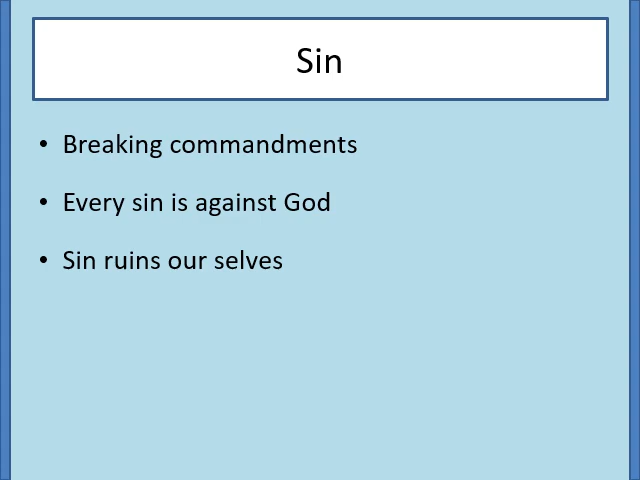 Sin
• Breaking commandments
• Every sin is against God
• Sin ruins our selves